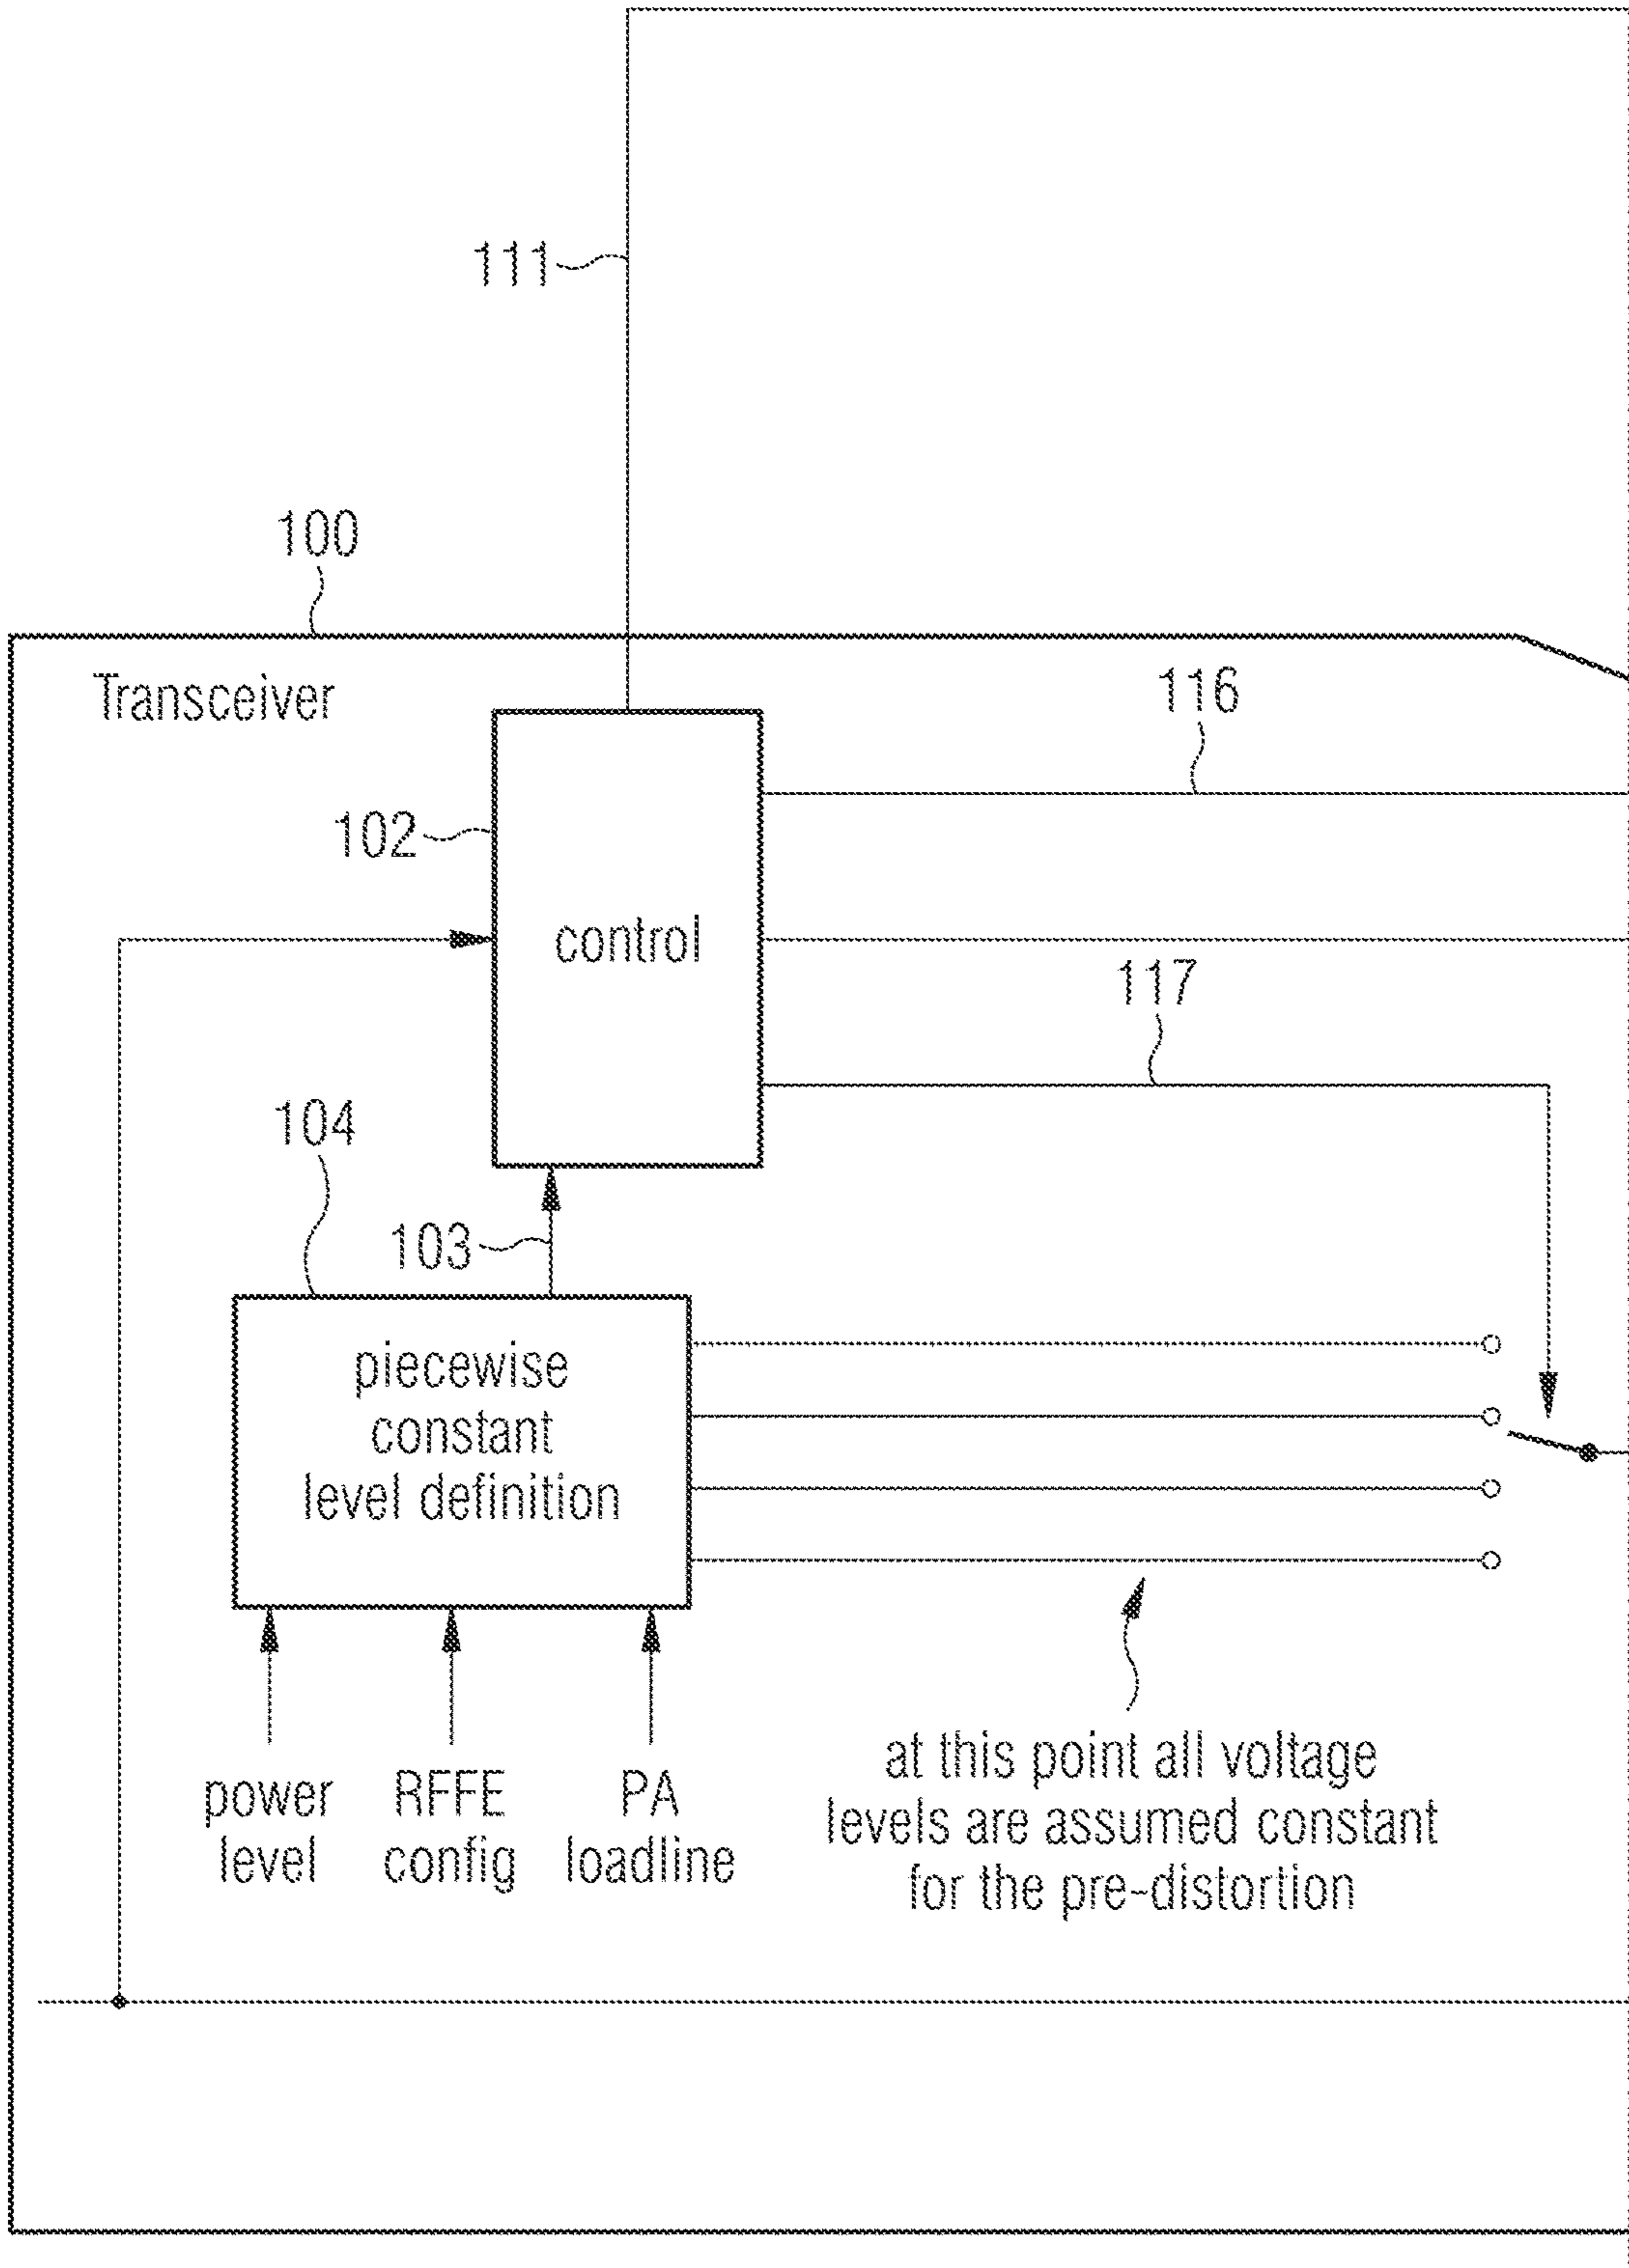 111
100
Transceiver
116
102
control
117
104
103
piecewise
constant
level definition
power
level
RFFE
config
PA
loadline
at this point all voltage
levels are assumed constant
for the pre-distortion